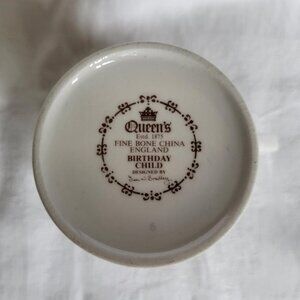 Queen's
Estd. 1875
FINE BONE CHINA
ENGLAND
BIRTHDAY
CHILD
DESIGNED BY